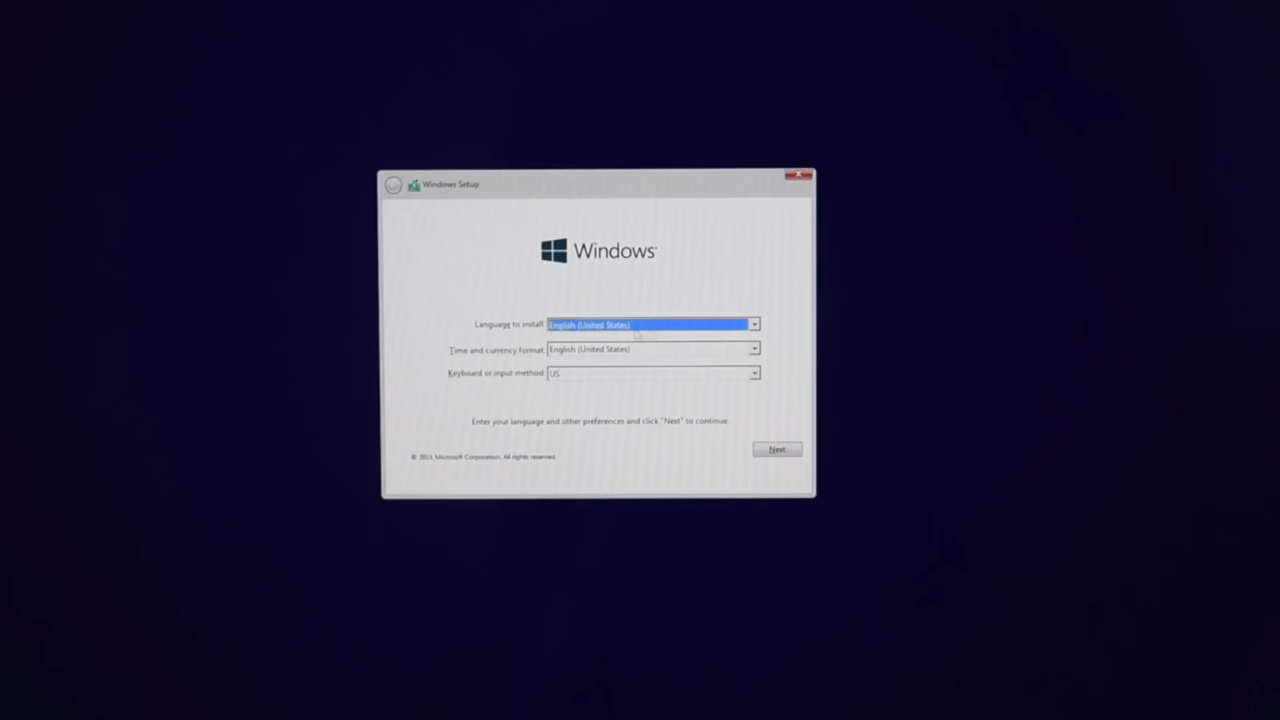 Windows Setup
Windows
Language to install: English (United States)
Time and currency format: English (United States)
Keyboard or input method: US
Enter your language and other preferences and click "Next" to continue.
Microsoft Corporation. All rights reserved.
Next